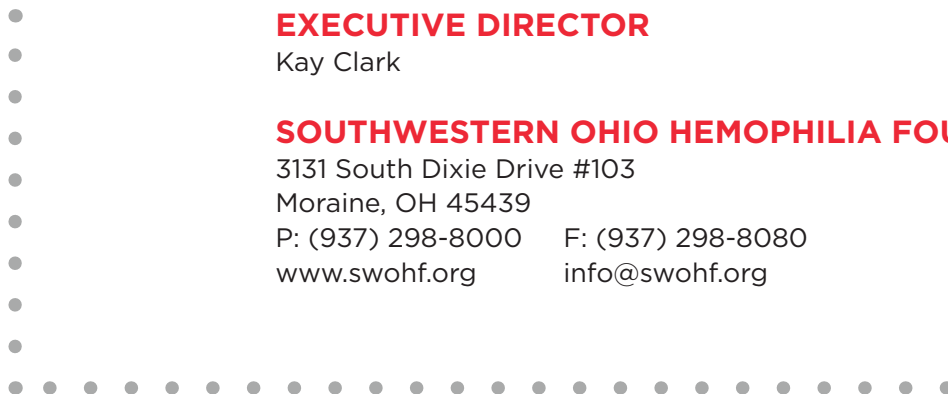 EXECUTIVE DIRECTOR
Kay Clark
SOUTHWESTERN OHIO HEMOPHILIA
3131 South Dixie Drive #103
Moraine, OH 45439
P: (937) 298-8000 F: (937) 298-8080
www.swohf.org info@swohf.org